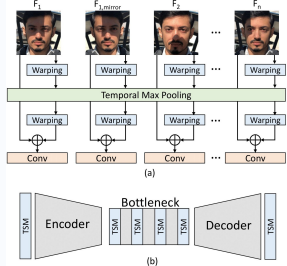 F1 F1,mirror F2 ... Fn
Warping Warping Warping ... Warping
Temporal Max Pooling
Warping Warping Warping ... Warping
Conv Conv Conv ... Conv
(a)
Bottleneck
TSM Encoder TSM TSM TSM TSM Decoder TSM
(b)